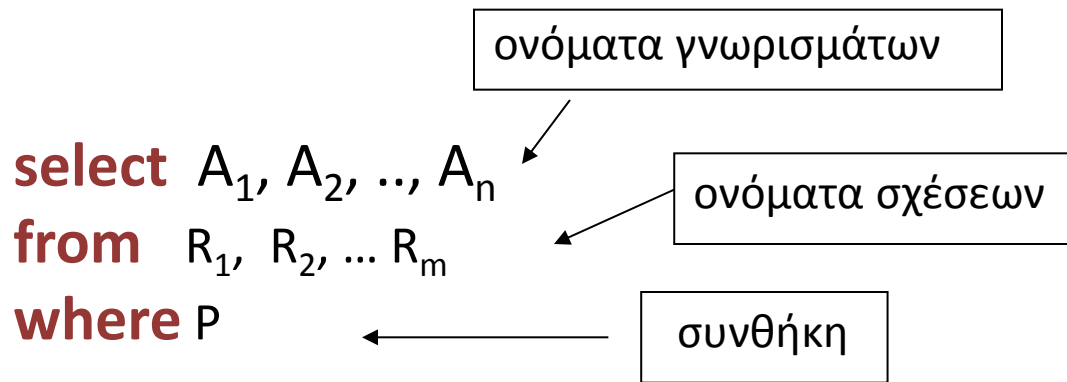 ονόματα γνωρισμάτων
select A₁, A₂, .., Aₙ
ονόματα σχέσεων
from R₁, R₂, ... Rₘ
where P
συνθήκη